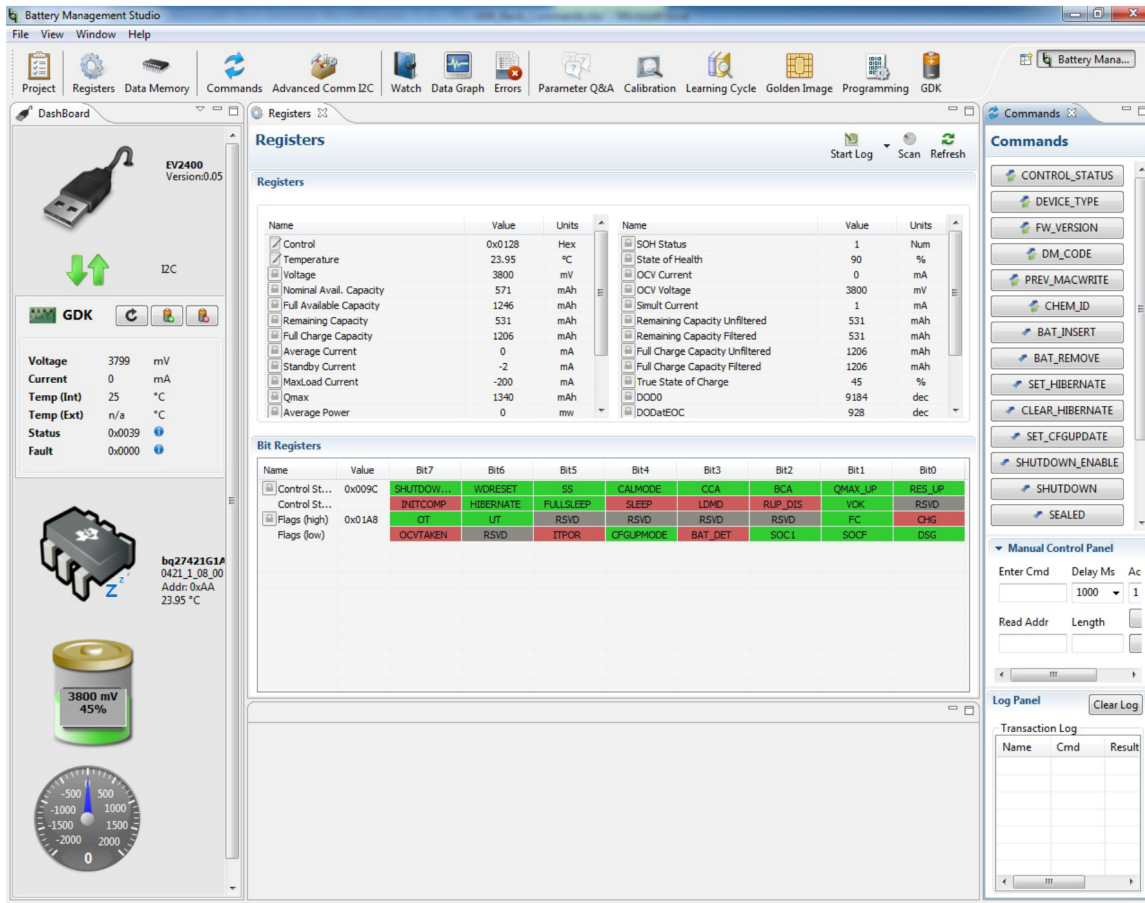 Battery Management Studio
File View Window Help
Project Registers Data Memory Commands Advanced Comm I2C Watch Data Graph Errors Parameter Q&A Calibration Learning Cycle Golden Image Programming GDK
Battery Mana...
DashBoard
EV2400
Version:0.05
I2C
GDK
Voltage 3799 mV
Current 0 mA
Temp (Int) 25 °C
Temp (Ext) n/a °C
Status 0x0039
Fault 0x0000
bq27421G1A
0421_1_08_00
Addr: 0xAA
23.95 °C
z z z
3800 mV
45%
-500 500
-1000 1000
-1500 1500
-2000 2000
0
Registers
Registers
Start Log Scan Refresh
Registers
Name Value Units
Control 0x0128 Hex
Temperature 23.95 °C
Voltage 3800 mV
Nominal Avail. Capacity 571 mAh
Full Available Capacity 1246 mAh
Remaining Capacity 531 mAh
Full Charge Capacity 1206 mAh
Average Current 0 mA
Standby Current -2 mA
MaxLoad Current -200 mA
Qmax 1340 mAh
Average Power 0 mw
Name Value Units
SOH Status 1 Num
State of Health 90 %
OCV Current 0 mA
OCV Voltage 3800 mV
Simult Current 1 mA
Remaining Capacity Unfiltered 531 mAh
Remaining Capacity Filtered 531 mAh
Full Charge Capacity Unfiltered 1206 mAh
Full Charge Capacity Filtered 1206 mAh
True State of Charge 45 %
DOD0 9184 dec
DODatEOC 928 dec
Bit Registers
Name Value Bit7 Bit6 Bit5 Bit4 Bit3 Bit2 Bit1 Bit0
Control St... 0x009C SHUTDOW... WDRESET SS CALMODE CCA BCA QMAX_UP RES_UP
Control St... INITCOMP HIBERNATE FULLSLEEP SLEEP LDMD RUP_DIS VOK RSVD
Flags (high) 0x01A8 OT UT RSVD RSVD RSVD RSVD FC CHG
Flags (low) OCVTAKEN RSVD ITPOR CFGUPMODE BAT_DET SOC1 SOCF DSG
Commands
Commands
CONTROL_STATUS
DEVICE_TYPE
FW_VERSION
DM_CODE
PREV_MACWRITE
CHEM_ID
BAT_INSERT
BAT_REMOVE
SET_HIBERNATE
CLEAR_HIBERNATE
SET_CFGUPDATE
SHUTDOWN_ENABLE
SHUTDOWN
SEALED
Manual Control Panel
Enter Cmd Delay Ms Ac
1000 1
Read Addr Length
Log Panel Clear Log
Transaction Log
Name Cmd Result